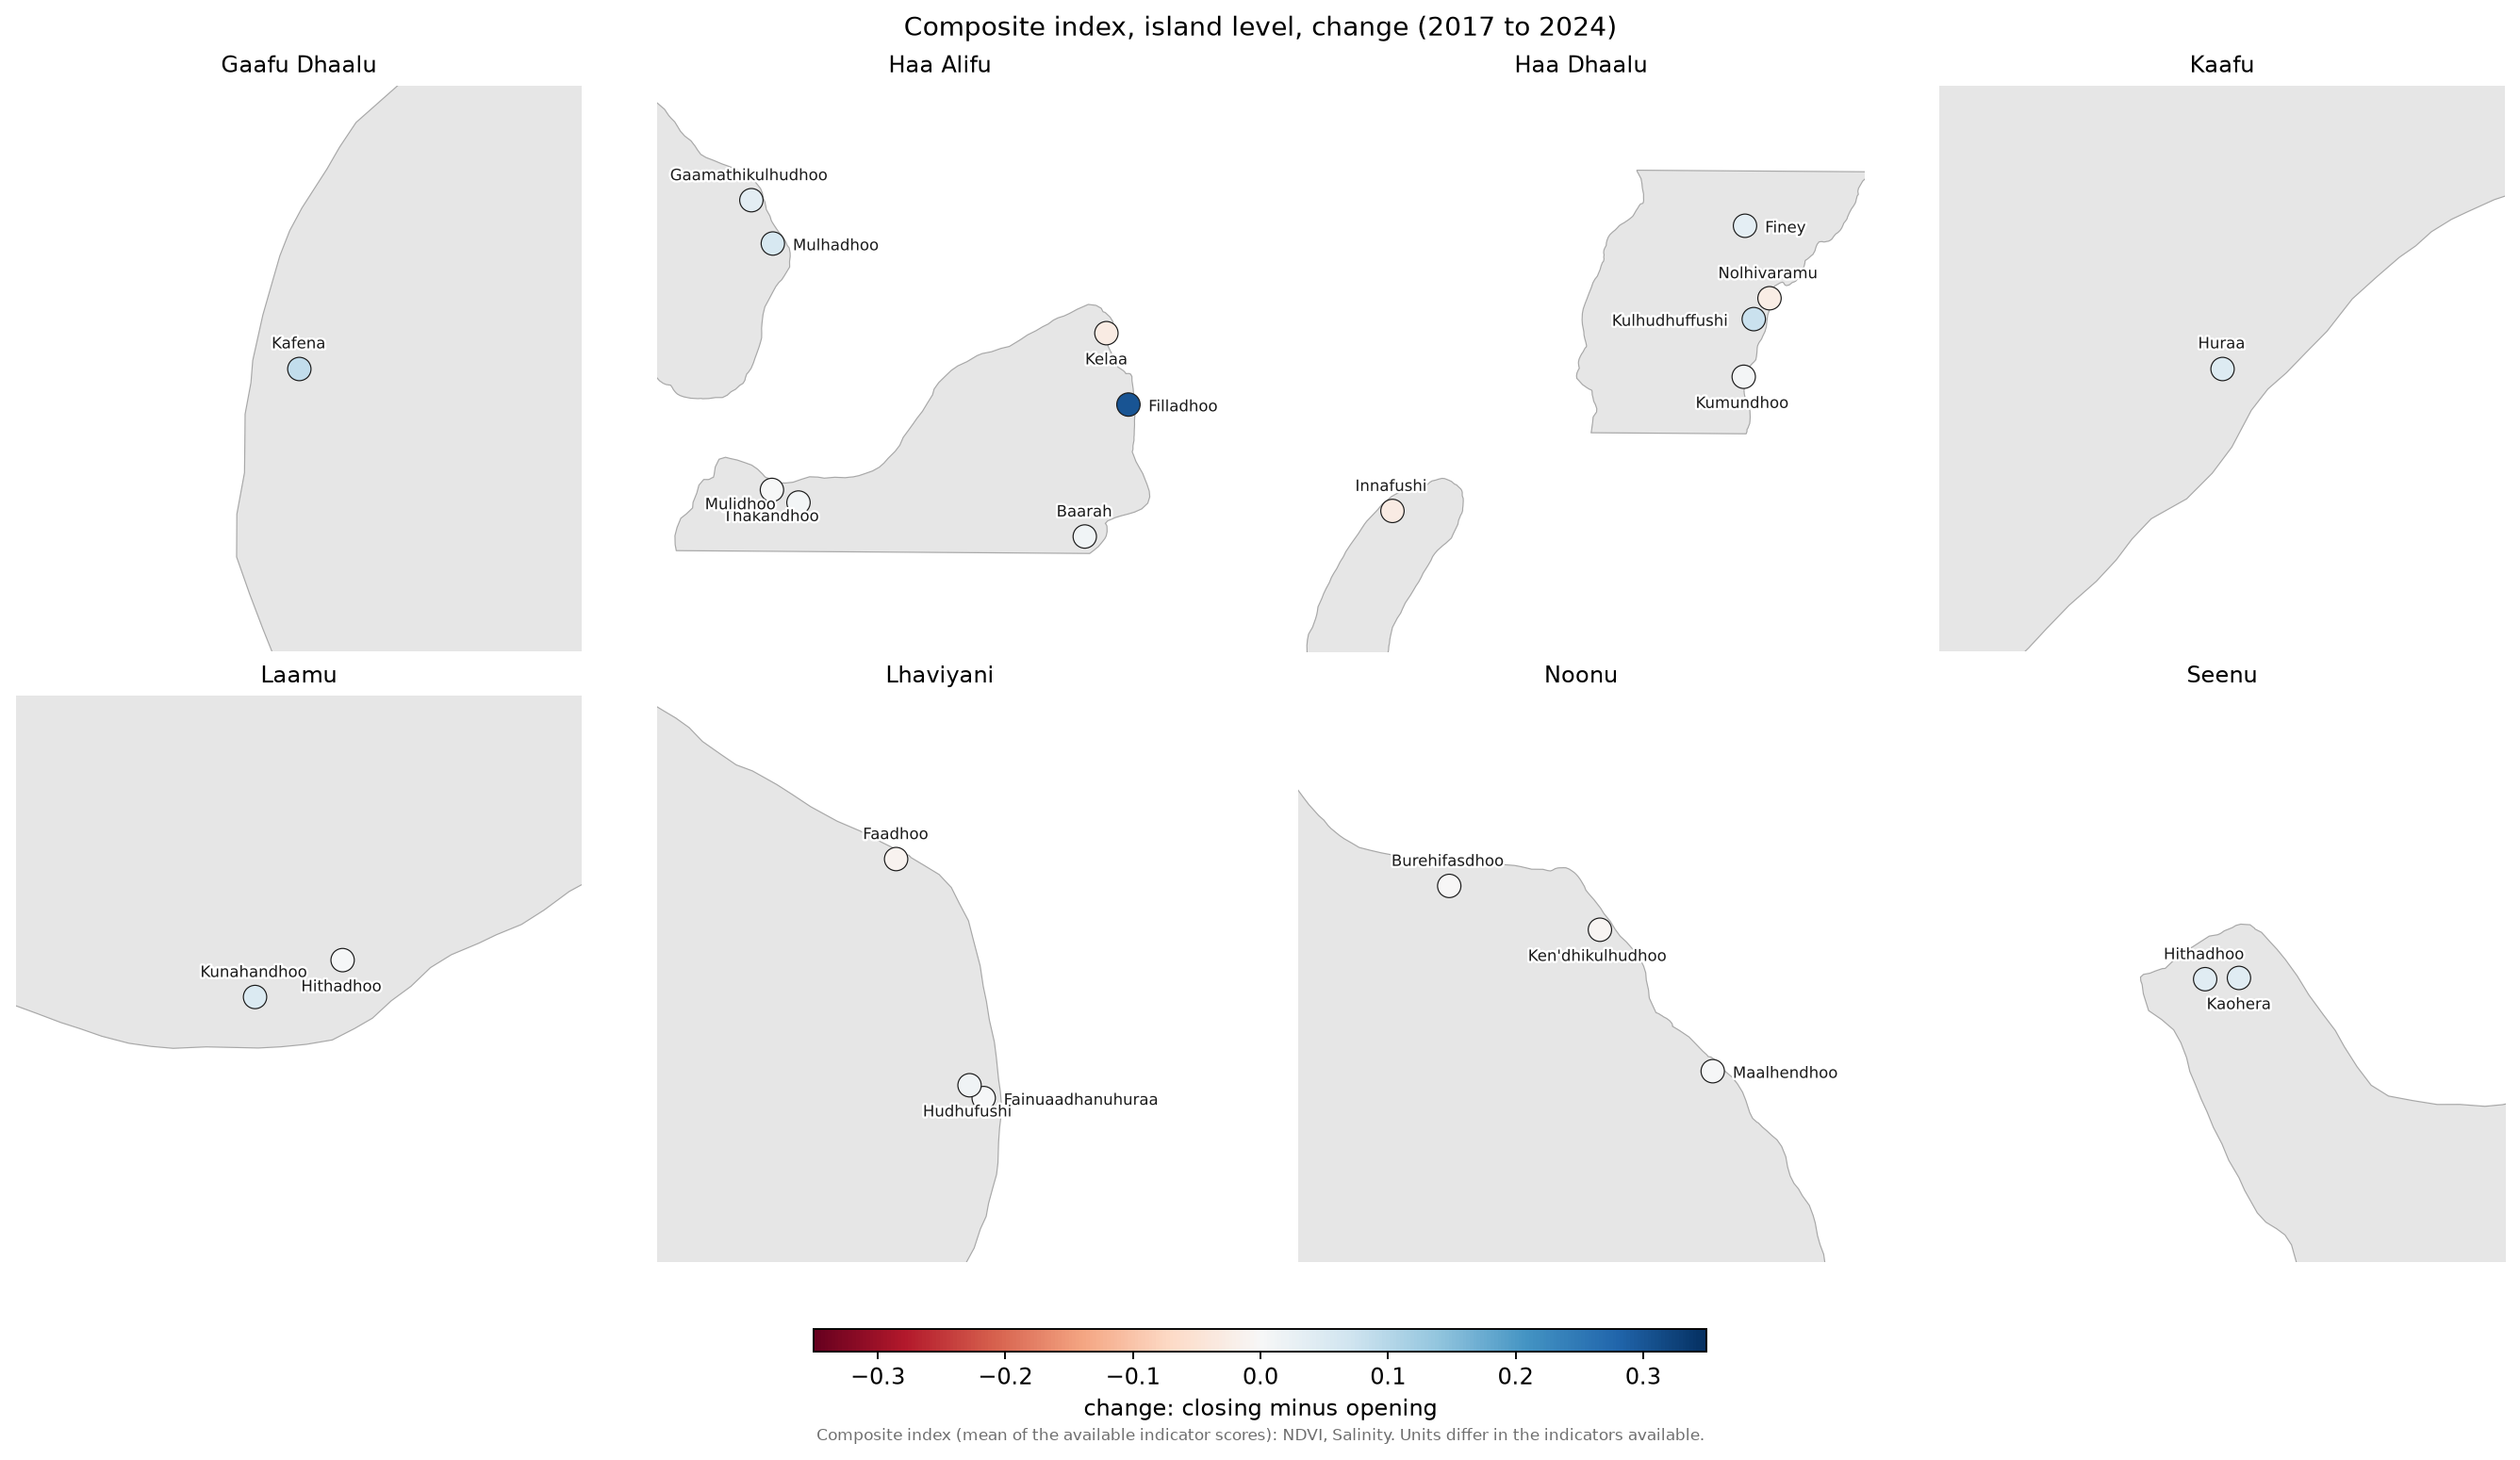 Composite index, island level, change (2017 to 2024)
Gaafu Dhaalu
Haa Alifu
Haa Dhaalu
Kaafu
Kafena
Gaamathikulhudhoo
Mulhadhoo
Kelaa
Filladhoo
Mulidhoo
Thakandhoo
Baarah
Finey
Nolhivaramu
Kulhudhuffushi
Kumundhoo
Innafushi
Huraa
Laamu
Lhaviyani
Noonu
Seenu
Kunahandhoo
Hithadhoo
Faadhoo
Fainuaadhanuhuraa
Hudhufushi
Burehifasdhoo
Ken'dhikulhudhoo
Maalhendhoo
Hithadhoo
Kaohera
−0.3 −0.2 −0.1 0.0 0.1 0.2 0.3
change: closing minus opening
Composite index (mean of the available indicator scores): NDVI, Salinity. Units differ in the indicators available.